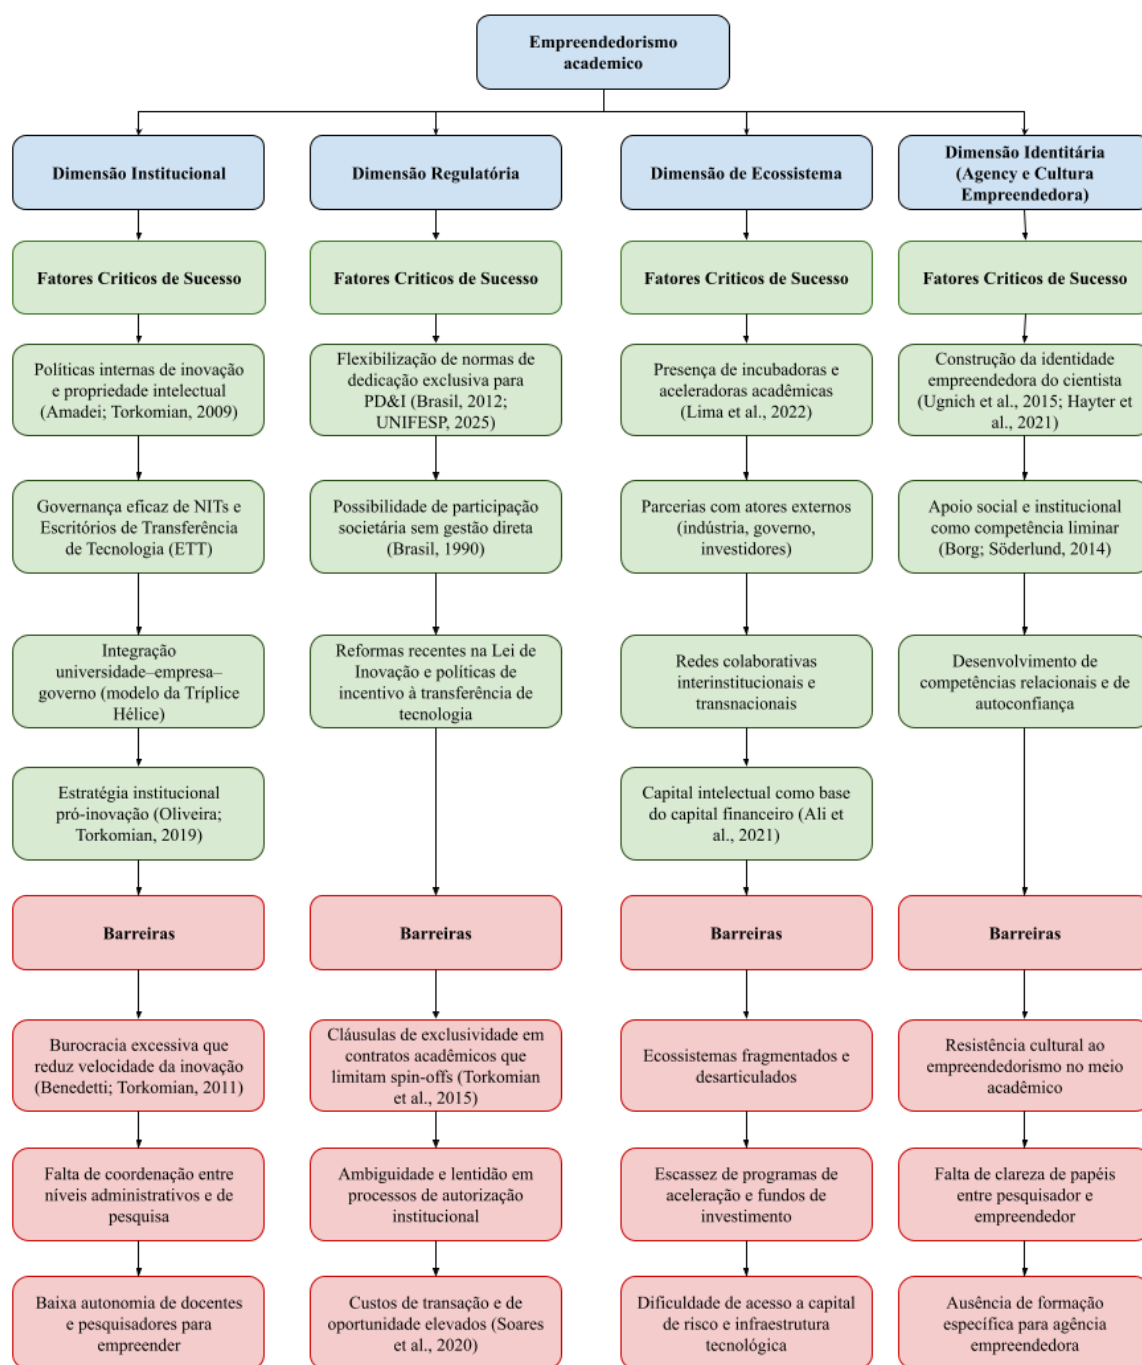 Empreendedorismo
academico
Dimensão Institucional
Dimensão Regulatória
Dimensão de Ecossistema
Dimensão Identitária
(Agency e Cultura
Empreendedora)
Fatores Criticos de Sucesso
Fatores Criticos de Sucesso
Fatores Criticos de Sucesso
Fatores Criticos de Sucesso
Políticas internas de inovação
e propriedade intelectual
(Amadei; Torkomian, 2009)
Flexibilização de normas de
dedicação exclusiva para
PD&I (Brasil, 2012;
UNIFESP, 2025)
Presença de incubadoras e
aceleradoras acadêmicas
(Lima et al., 2022)
Construção da identidade
empreendedora do cientista
(Ugnich et al., 2015; Hayter et
al., 2021)
Governança eficaz de NITs e
Escritórios de Transferência
de Tecnologia (ETT)
Possibilidade de participação
societária sem gestão direta
(Brasil, 1990)
Parcerias com atores externos
(indústria, governo,
investidores)
Apoio social e institucional
como competência liminar
(Borg; Söderlund, 2014)
Integração
universidade–empresa–
governo (modelo da Tríplice
Hélice)
Reformas recentes na Lei de
Inovação e políticas de
incentivo à transferência de
tecnologia
Redes colaborativas
interinstitucionais e
transnacionais
Desenvolvimento de
competências relacionais e de
autoconfiança
Estratégia institucional
pró-inovação (Oliveira;
Torkomian, 2019)
Capital intelectual como base
do capital financeiro (Ali et
al., 2021)
Barreiras
Barreiras
Barreiras
Barreiras
Burocracia excessiva que
reduz velocidade da inovação
(Benedetti; Torkomian, 2011)
Cláusulas de exclusividade em
contratos acadêmicos que
limitam spin-offs (Torkomian
et al., 2015)
Ecossistemas fragmentados e
desarticulados
Resistência cultural ao
empreendedorismo no meio
acadêmico
Falta de coordenação entre
níveis administrativos e de
pesquisa
Ambiguidade e lentidão em
processos de autorização
institucional
Escassez de programas de
aceleração e fundos de
investimento
Falta de clareza de papéis
entre pesquisador e
empreendedor
Baixa autonomia de docentes
e pesquisadores para
empreender
Custos de transação e de
oportunidade elevados (Soares
et al., 2020)
Dificuldade de acesso a capital
de risco e infraestrutura
tecnológica
Ausência de formação
específica para agência
empreendedora